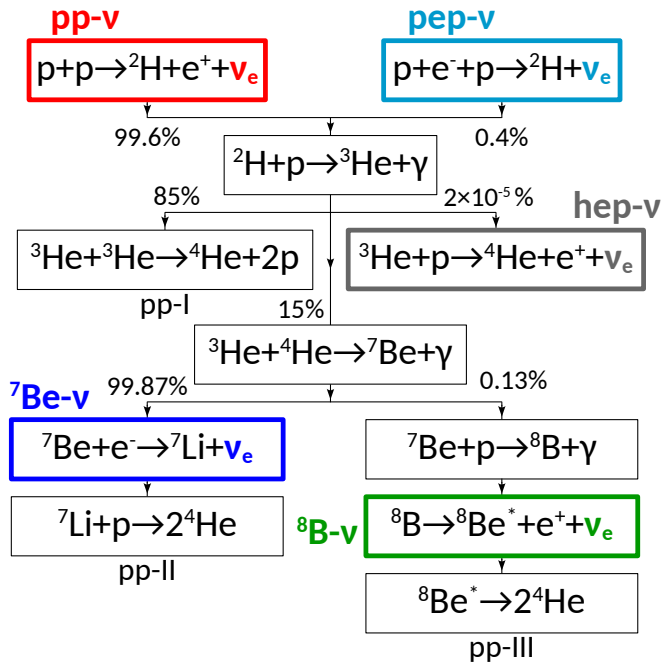 pp-ν pep-ν
p+p→²H+e⁺+νₑ p+e⁻+p→²H+νₑ
99.6% 0.4%
²H+p→³He+γ
85% 2×10⁻⁵ %
hep-ν
³He+³He→⁴He+2p ³He+p→⁴He+e⁺+νₑ
pp-I
15%
³He+⁴He→⁷Be+γ
⁷Be-ν 99.87% 0.13%
⁷Be+e⁻→⁷Li+νₑ ⁷Be+p→⁸B+γ
⁷Li+p→2⁴He ⁸B-ν ⁸B→⁸Be*+e⁺+νₑ
pp-II
⁸Be*→2⁴He
pp-III